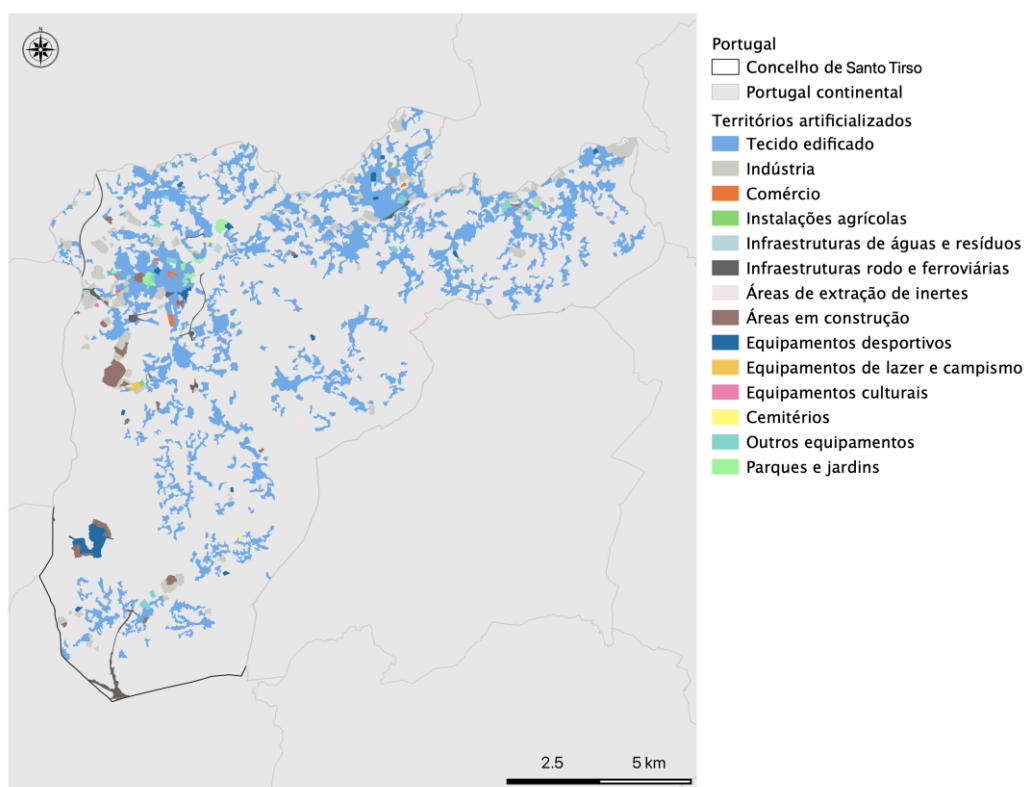 N
Portugal
Concelho de Santo Tirso
Portugal continental
Territórios artificializados
Tecido edificado
Indústria
Comércio
Instalações agrícolas
Infraestruturas de águas e resíduos
Infraestruturas rodo e ferroviárias
Áreas de extração de inertes
Áreas em construção
Equipamentos desportivos
Equipamentos de lazer e campismo
Equipamentos culturais
Cemitérios
Outros equipamentos
Parques e jardins
2.5 5 km